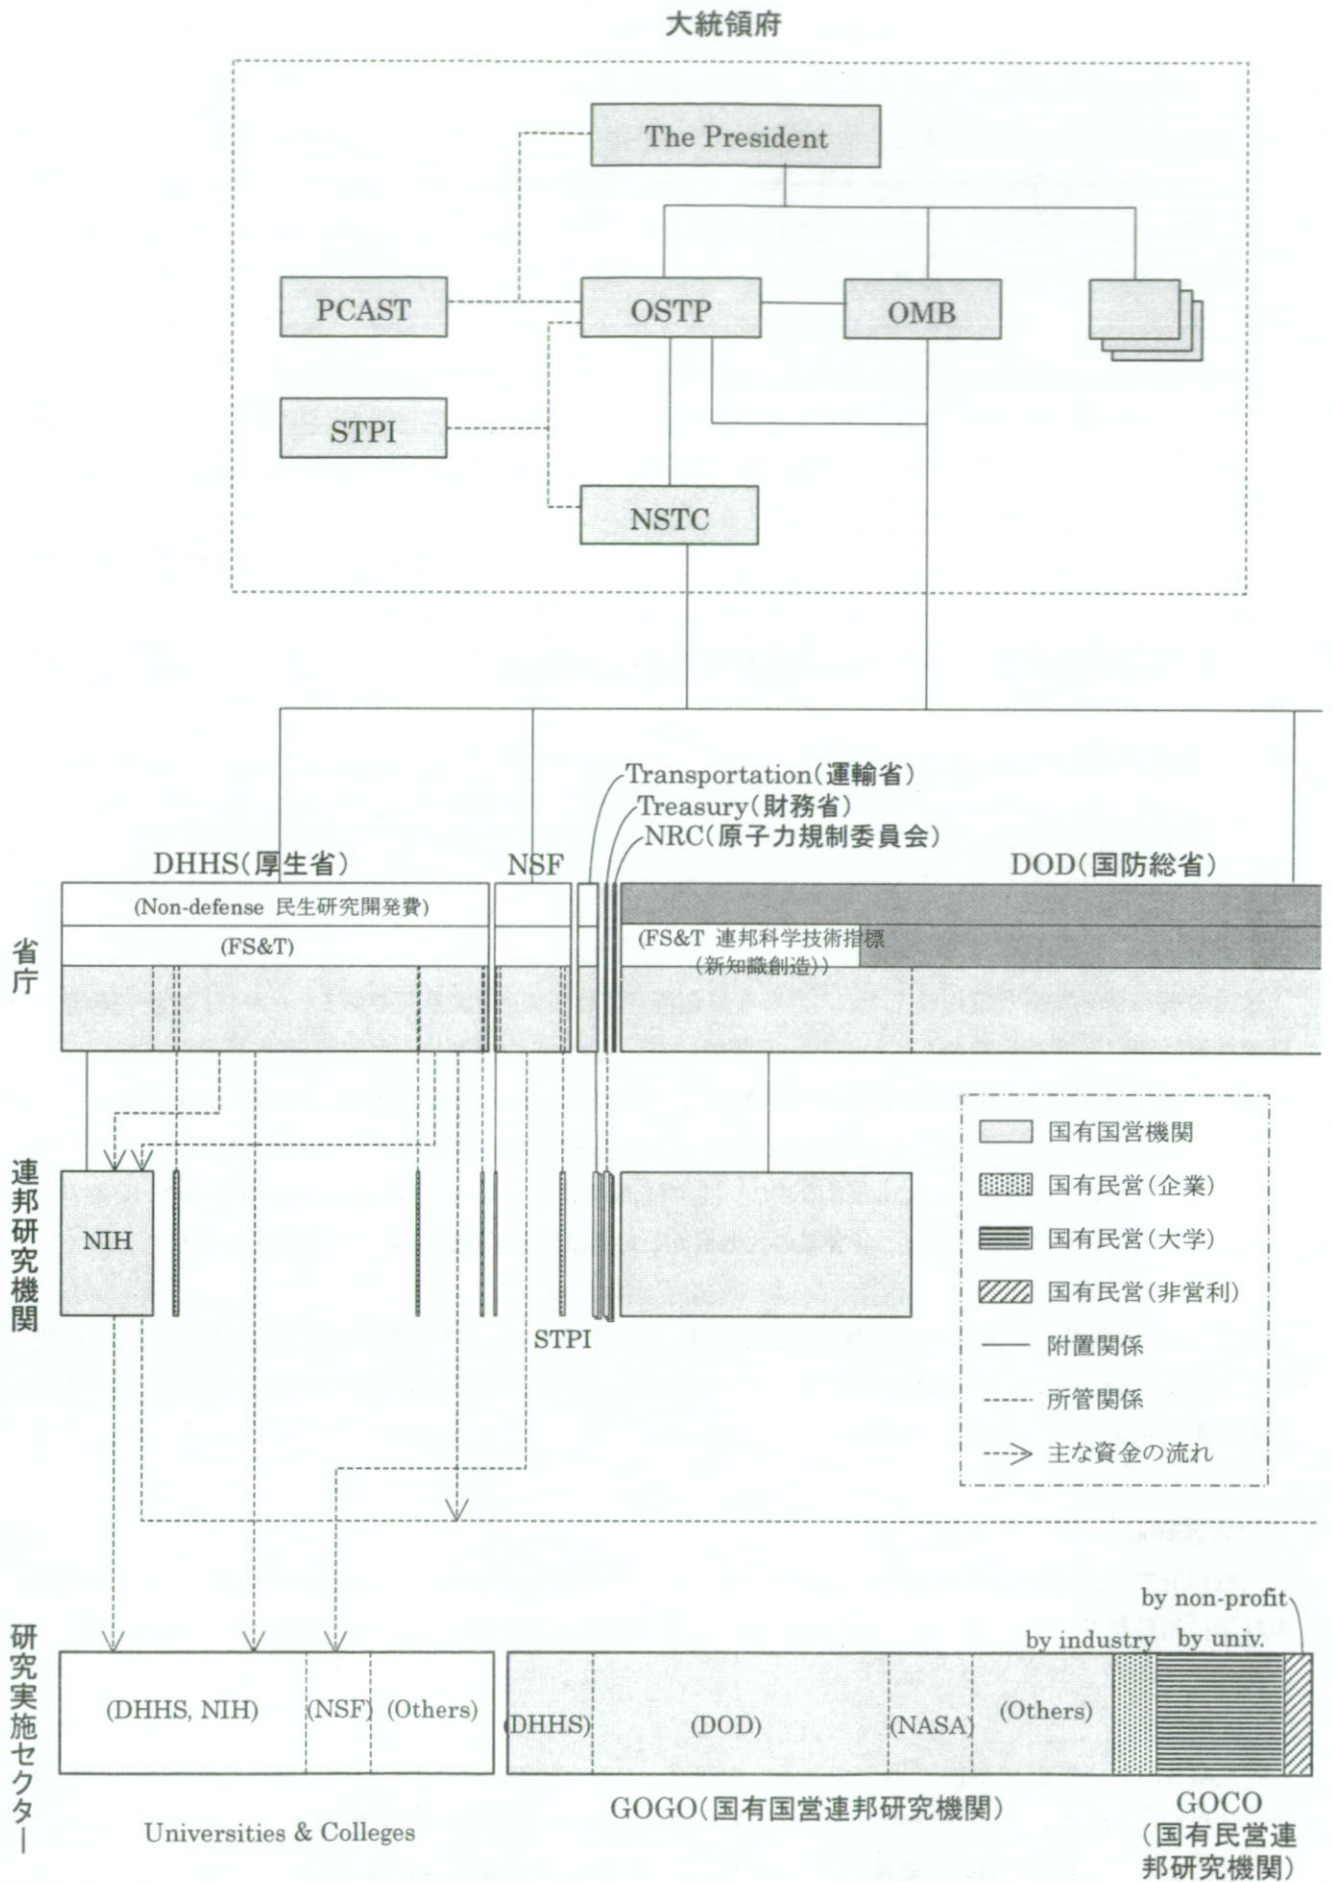 大統領府
The President
PCAST
OSTP
OMB
STPI
NSTC
Transportation(運輸省)
Treasury(財務省)
NRC(原子力規制委員会)
DHHS(厚生省)
NSF
DOD(国防総省)
省庁
(Non-defense 民生研究開発費)
(FS&T)
(FS&T 連邦科学技術指標
(新知識創造))
連邦研究機関
NIH
STPI
国有国営機関
国有民営(企業)
国有民営(大学)
国有民営(非営利)
附置関係
所管関係
主な資金の流れ
研究実施セクター
by non-profit
by industry
by univ.
(DHHS, NIH)
(NSF)
(Others)
(DHHS)
(DOD)
(NASA)
(Others)
Universities & Colleges
GOGO(国有国営連邦研究機関)
GOCO
(国有民営連
邦研究機関)